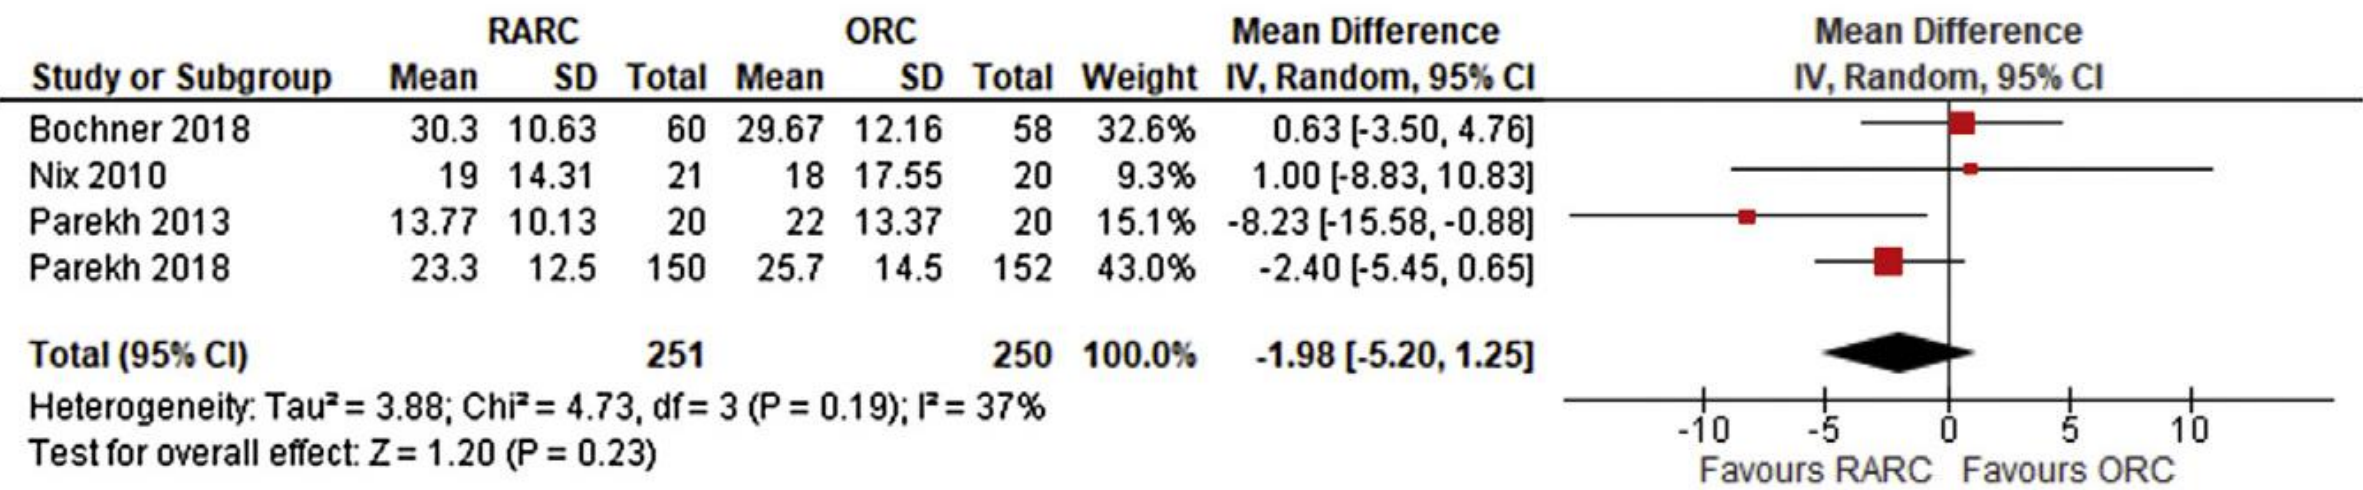 RARC ORC Mean Difference Mean Difference
Study or Subgroup Mean SD Total Mean SD Total Weight IV, Random, 95% CI IV, Random, 95% CI
Bochner 2018 30.3 10.63 60 29.67 12.16 58 32.6% 0.63 [-3.50, 4.76]
Nix 2010 19 14.31 21 18 17.55 20 9.3% 1.00 [-8.83, 10.83]
Parekh 2013 13.77 10.13 20 22 13.37 20 15.1% -8.23 [-15.58, -0.88]
Parekh 2018 23.3 12.5 150 25.7 14.5 152 43.0% -2.40 [-5.45, 0.65]
Total (95% CI) 251 250 100.0% -1.98 [-5.20, 1.25]
Heterogeneity: Tau² = 3.88; Chi² = 4.73, df = 3 (P = 0.19); I² = 37%
Test for overall effect: Z = 1.20 (P = 0.23)
-10 -5 0 5 10
Favours RARC Favours ORC